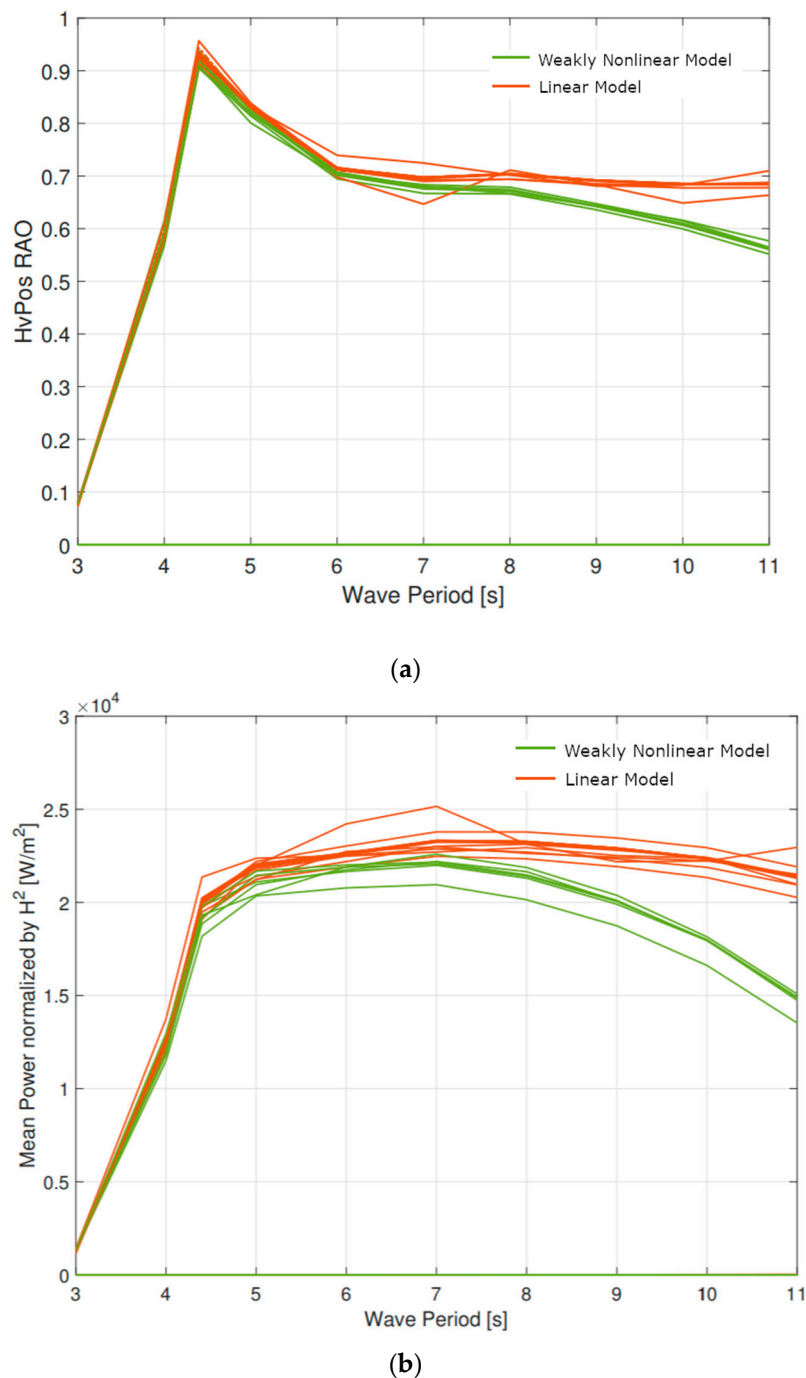 1
0.9
0.8
0.7
0.6
0.5
0.4
0.3
0.2
0.1
0
HvPos RAO
Weakly Nonlinear Model
Linear Model
3 4 5 6 7 8 9 10 11
Wave Period [s]
(a)
×10⁴
3
2.5
2
1.5
1
0.5
0
Mean Power normalized by H² [W/m²]
Weakly Nonlinear Model
Linear Model
3 4 5 6 7 8 9 10 11
Wave Period [s]
(b)